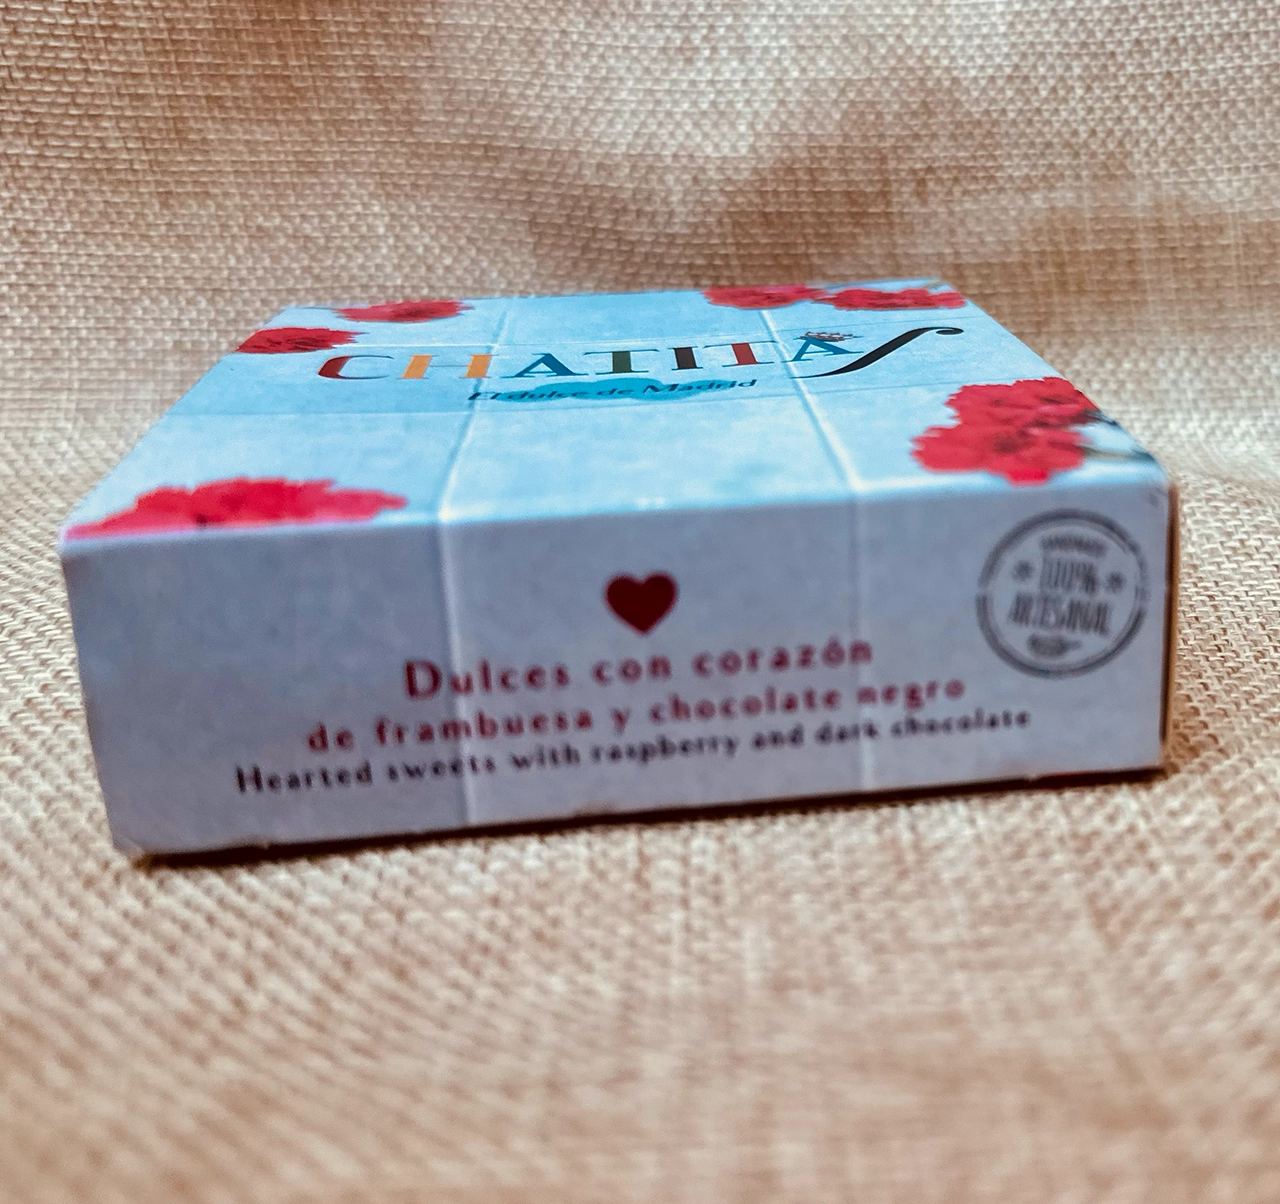 CHATITAS
El dulce de Madrid
100%
ARTESANAL
Dulces con corazón
de frambuesa y chocolate negro
Hearted sweets with raspberry and dark chocolate